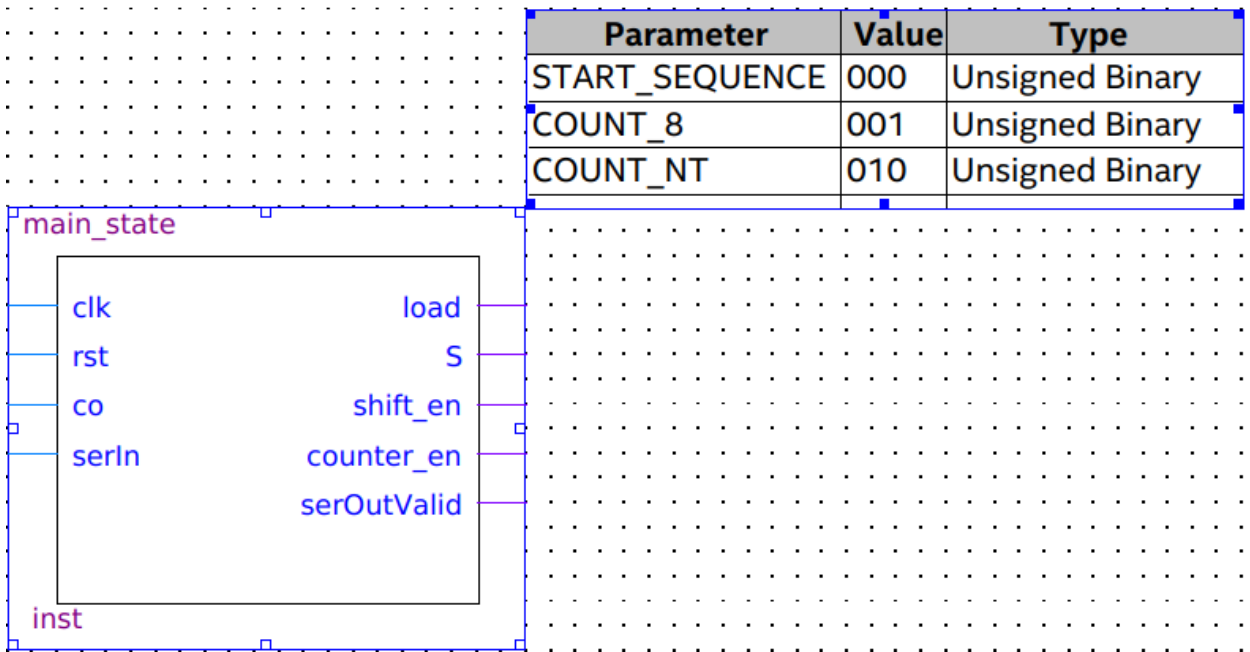 Parameter Value Type
START_SEQUENCE 000 Unsigned Binary
COUNT_8 001 Unsigned Binary
COUNT_NT 010 Unsigned Binary
main_state
clk load
rst S
co shift_en
serIn counter_en
serOutValid
inst